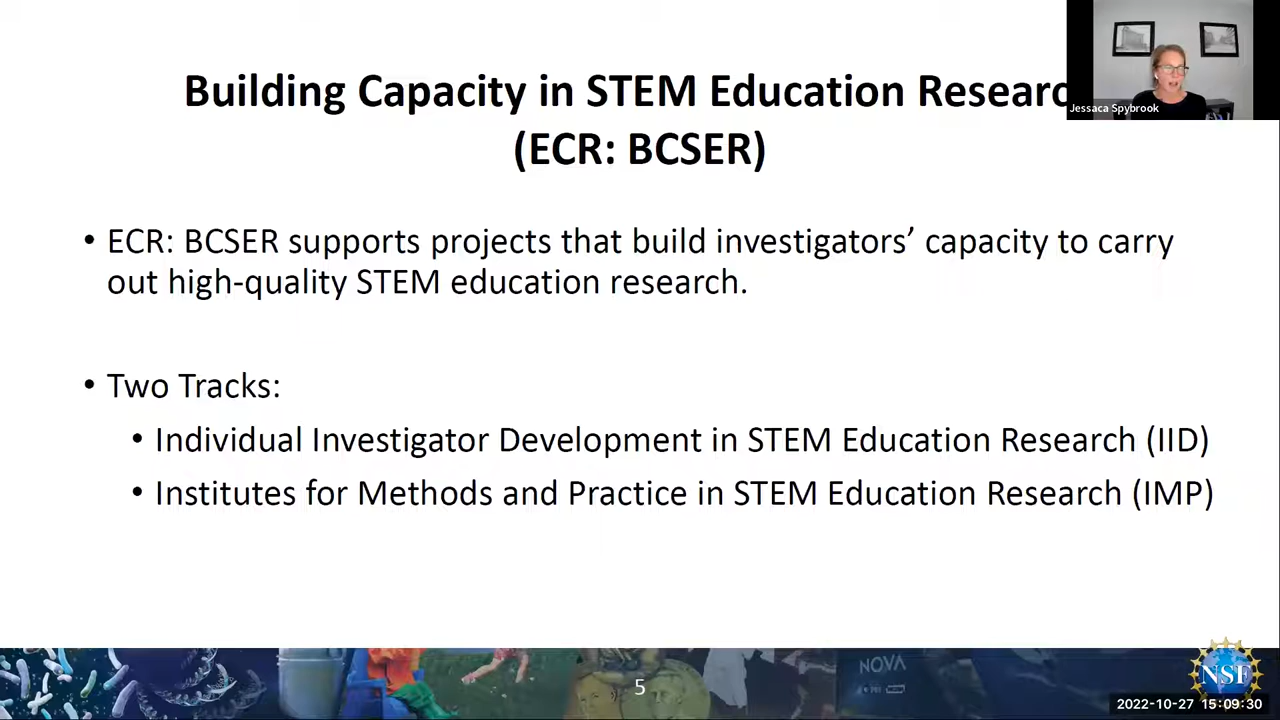 Building Capacity in STEM Education Researc
(ECR: BCSER)
Jessaca Spybrook
• ECR: BCSER supports projects that build investigators’ capacity to carry
out high-quality STEM education research.
• Two Tracks:
• Individual Investigator Development in STEM Education Research (IID)
• Institutes for Methods and Practice in STEM Education Research (IMP)
NOVA
5
NSF
2022-10-27 15:09:30